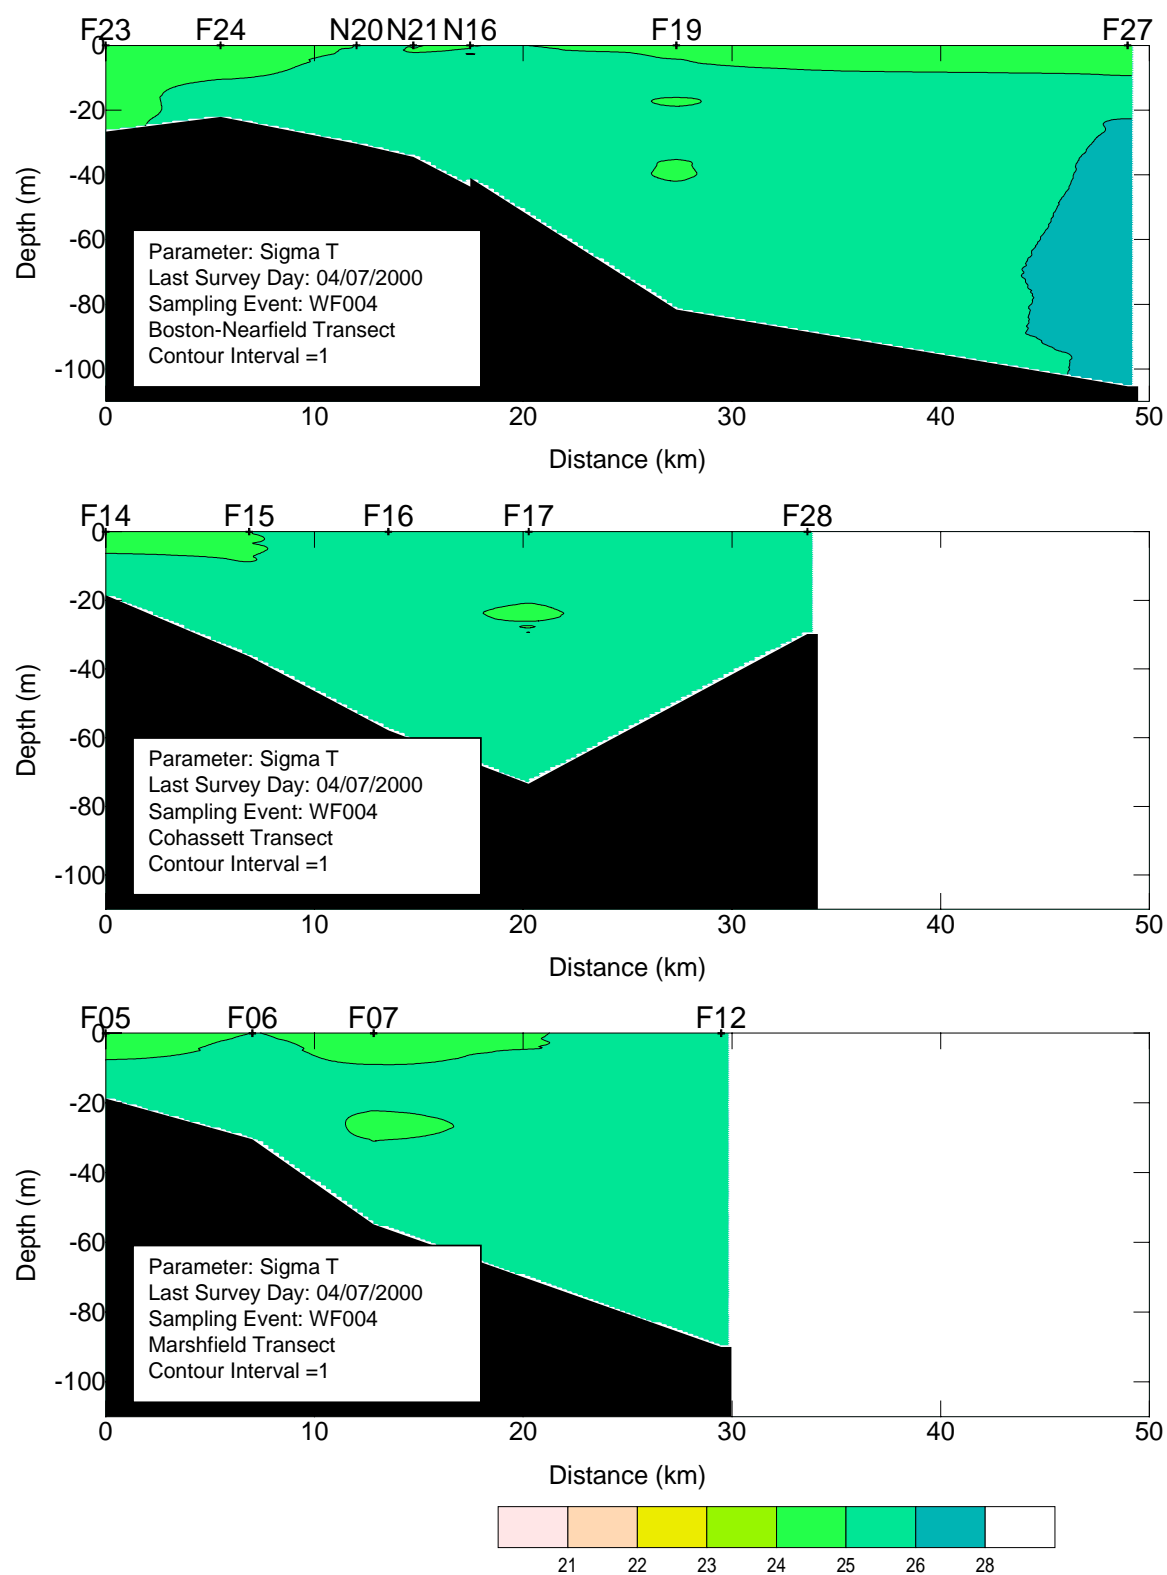 F23 F24 N20 N21 N16 F19 F27
0
-20
-40
-60
-80
-100
Depth (m)
Parameter: Sigma T
Last Survey Day: 04/07/2000
Sampling Event: WF004
Boston-Nearfield Transect
Contour Interval =1
0 10 20 30 40 50
Distance (km)
F14 F15 F16 F17 F28
0
-20
-40
-60
-80
-100
Depth (m)
Parameter: Sigma T
Last Survey Day: 04/07/2000
Sampling Event: WF004
Cohassett Transect
Contour Interval =1
0 10 20 30 40 50
Distance (km)
F05 F06 F07 F12
0
-20
-40
-60
-80
-100
Depth (m)
Parameter: Sigma T
Last Survey Day: 04/07/2000
Sampling Event: WF004
Marshfield Transect
Contour Interval =1
0 10 20 30 40 50
Distance (km)
21 22 23 24 25 26 28